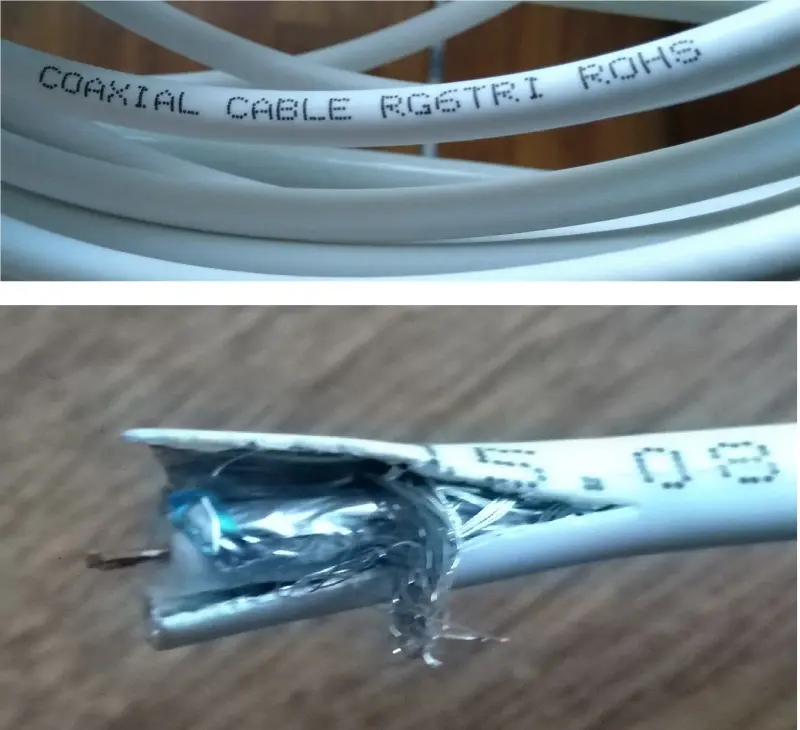 COAXIAL CABLE RG6TRI ROHS
5.08